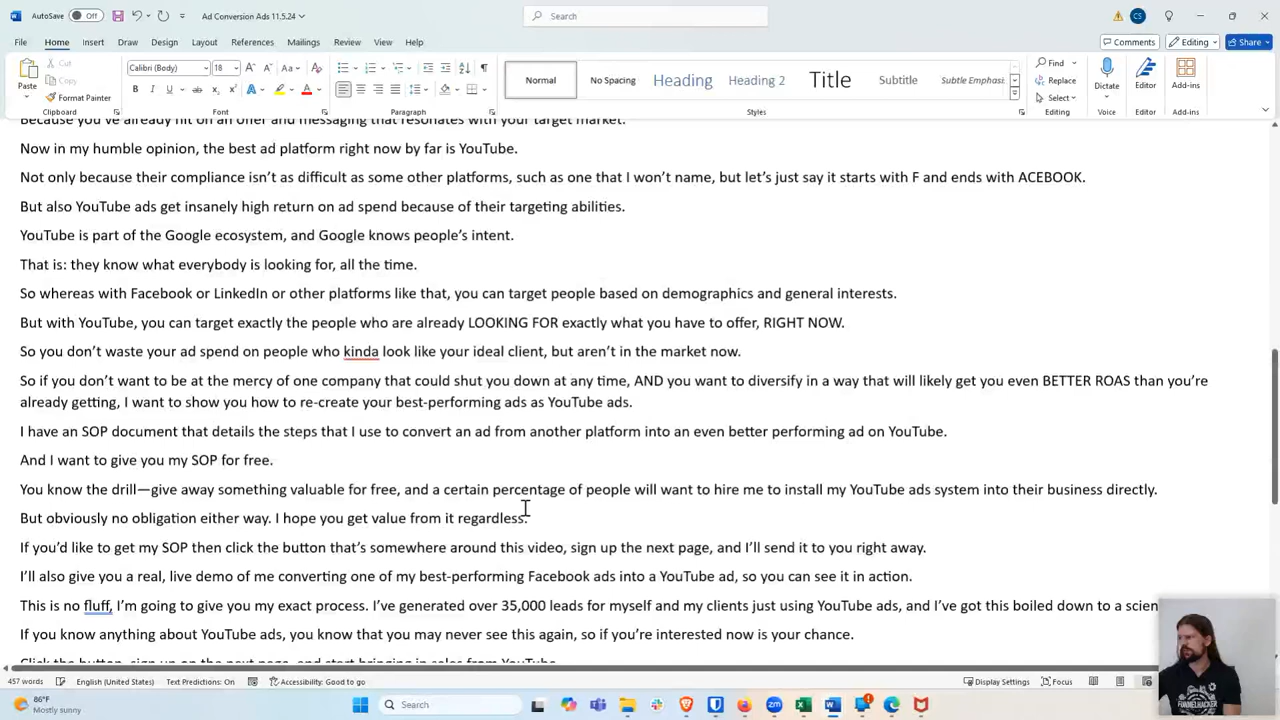 AutoSave Off Ad Conversion Ads 11.5.24 Search CS
File Home Insert Draw Design Layout References Mailings Review View Help Comments Editing Share
Paste Cut Copy Format Painter Calibri (Body) 18 Normal No Spacing Heading Heading 2 Title Subtitle Subtle Emphasi Find Replace Select Dictate Editor Add-ins
Clipboard Font Paragraph Styles Editing Voice Editor Add-ins
Because you've already hit on an offer and messaging that resonates with your target market.
Now in my humble opinion, the best ad platform right now by far is YouTube.
Not only because their compliance isn't as difficult as some other platforms, such as one that I won't name, but let's just say it starts with F and ends with ACEBOOK.
But also YouTube ads get insanely high return on ad spend because of their targeting abilities.
YouTube is part of the Google ecosystem, and Google knows people's intent.
That is: they know what everybody is looking for, all the time.
So whereas with Facebook or LinkedIn or other platforms like that, you can target people based on demographics and general interests.
But with YouTube, you can target exactly the people who are already LOOKING FOR exactly what you have to offer, RIGHT NOW.
So you don't waste your ad spend on people who kinda look like your ideal client, but aren't in the market now.
So if you don't want to be at the mercy of one company that could shut you down at any time, AND you want to diversify in a way that will likely get you even BETTER ROAS than you're
already getting, I want to show you how to re-create your best-performing ads as YouTube ads.
I have an SOP document that details the steps that I use to convert an ad from another platform into an even better performing ad on YouTube.
And I want to give you my SOP for free.
You know the drill—give away something valuable for free, and a certain percentage of people will want to hire me to install my YouTube ads system into their business directly.
But obviously no obligation either way. I hope you get value from it regardless.
If you'd like to get my SOP then click the button that's somewhere around this video, sign up the next page, and I'll send it to you right away.
I'll also give you a real, live demo of me converting one of my best-performing Facebook ads into a YouTube ad, so you can see it in action.
This is no fluff, I'm going to give you my exact process. I've generated over 35,000 leads for myself and my clients just using YouTube ads, and I've got this boiled down to a scien
If you know anything about YouTube ads, you know that you may never see this again, so if you're interested now is your chance.
Click the button, sign up on the next page, and start bringing in sales from YouTube.
457 words English (United States) Text Predictions: On Accessibility: Good to go Display Settings Focus
86°F
Mostly sunny
Search